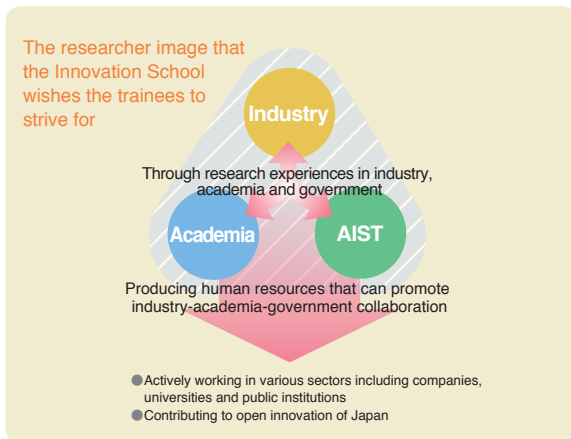 The researcher image that
the Innovation School
wishes the trainees to
strive for
Industry
Through research experiences in industry,
academia and government
Academia
AIST
Producing human resources that can promote
industry-academia-government collaboration
●Actively working in various sectors including companies,
universities and public institutions
●Contributing to open innovation of Japan